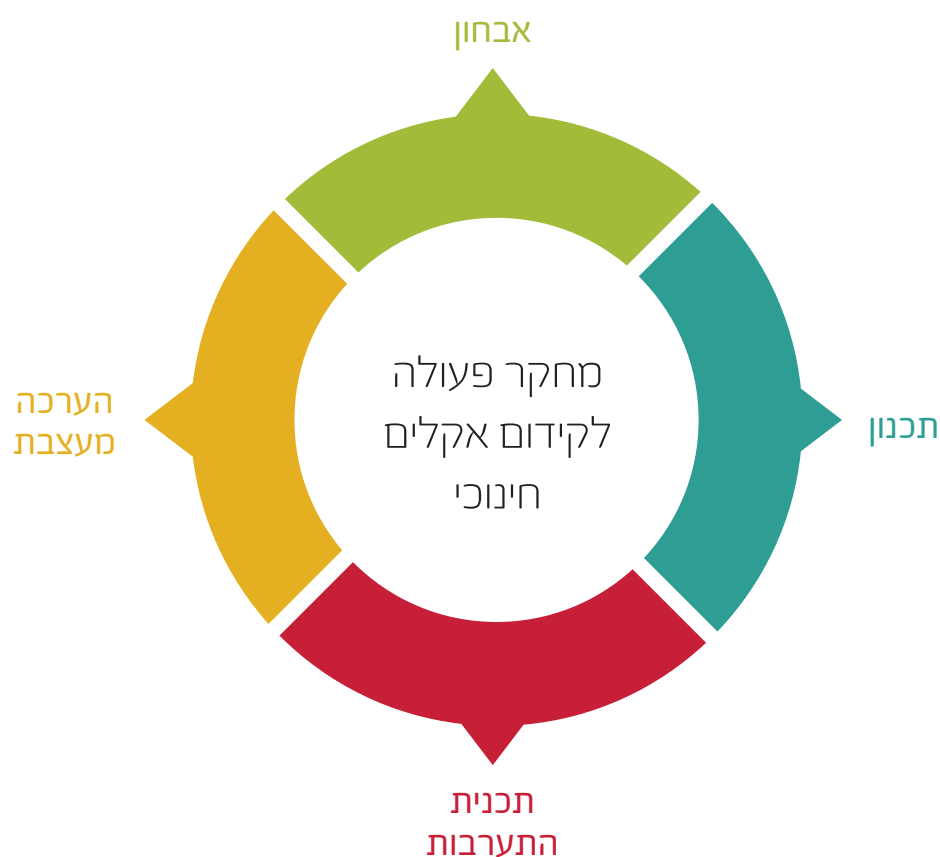 אבחון
תכנון
תכנית
התערבות
הערכה
מעצבת
מחקר פעולה
לקידום אקלים
חינוכי